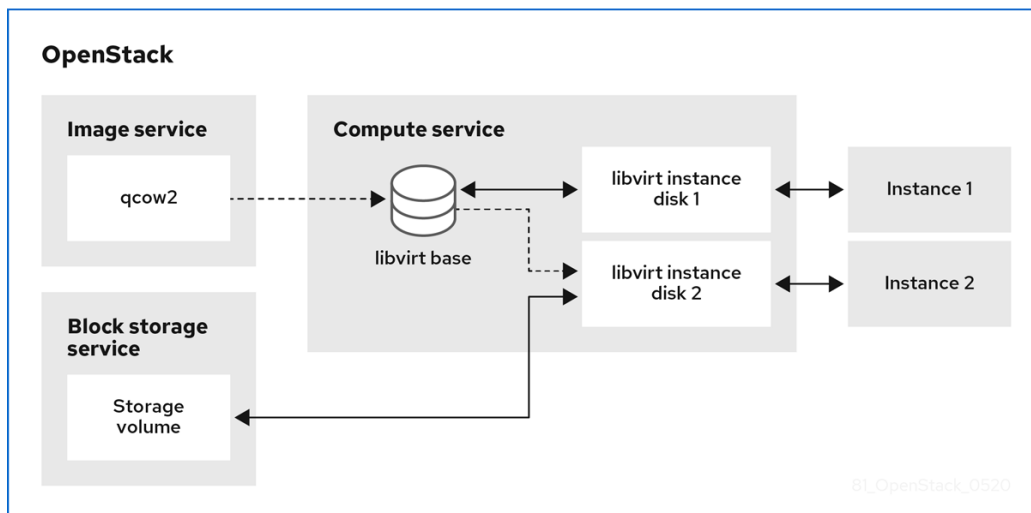 OpenStack
Image service
qcow2
Compute service
libvirt base
libvirt instance
disk 1
libvirt instance
disk 2
Instance 1
Instance 2
Block storage
service
Storage
volume
81_OpenStack_0520